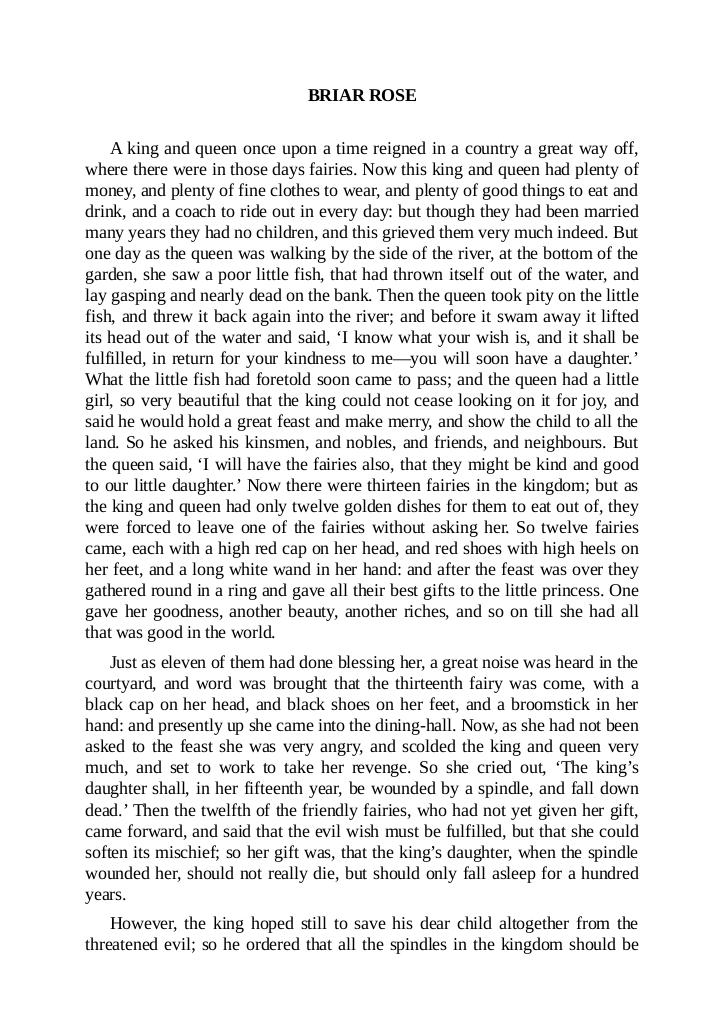 BRIAR ROSE
A king and queen once upon a time reigned in a country a great way off,
where there were in those days fairies. Now this king and queen had plenty of
money, and plenty of fine clothes to wear, and plenty of good things to eat and
drink, and a coach to ride out in every day: but though they had been married
many years they had no children, and this grieved them very much indeed. But
one day as the queen was walking by the side of the river, at the bottom of the
garden, she saw a poor little fish, that had thrown itself out of the water, and
lay gasping and nearly dead on the bank. Then the queen took pity on the little
fish, and threw it back again into the river; and before it swam away it lifted
its head out of the water and said, ‘I know what your wish is, and it shall be
fulfilled, in return for your kindness to me—you will soon have a daughter.’
What the little fish had foretold soon came to pass; and the queen had a little
girl, so very beautiful that the king could not cease looking on it for joy, and
said he would hold a great feast and make merry, and show the child to all the
land. So he asked his kinsmen, and nobles, and friends, and neighbours. But
the queen said, ‘I will have the fairies also, that they might be kind and good
to our little daughter.’ Now there were thirteen fairies in the kingdom; but as
the king and queen had only twelve golden dishes for them to eat out of, they
were forced to leave one of the fairies without asking her. So twelve fairies
came, each with a high red cap on her head, and red shoes with high heels on
her feet, and a long white wand in her hand: and after the feast was over they
gathered round in a ring and gave all their best gifts to the little princess. One
gave her goodness, another beauty, another riches, and so on till she had all
that was good in the world.
Just as eleven of them had done blessing her, a great noise was heard in the
courtyard, and word was brought that the thirteenth fairy was come, with a
black cap on her head, and black shoes on her feet, and a broomstick in her
hand: and presently up she came into the dining-hall. Now, as she had not been
asked to the feast she was very angry, and scolded the king and queen very
much, and set to work to take her revenge. So she cried out, ‘The king’s
daughter shall, in her fifteenth year, be wounded by a spindle, and fall down
dead.’ Then the twelfth of the friendly fairies, who had not yet given her gift,
came forward, and said that the evil wish must be fulfilled, but that she could
soften its mischief; so her gift was, that the king’s daughter, when the spindle
wounded her, should not really die, but should only fall asleep for a hundred
years.
However, the king hoped still to save his dear child altogether from the
threatened evil; so he ordered that all the spindles in the kingdom should be